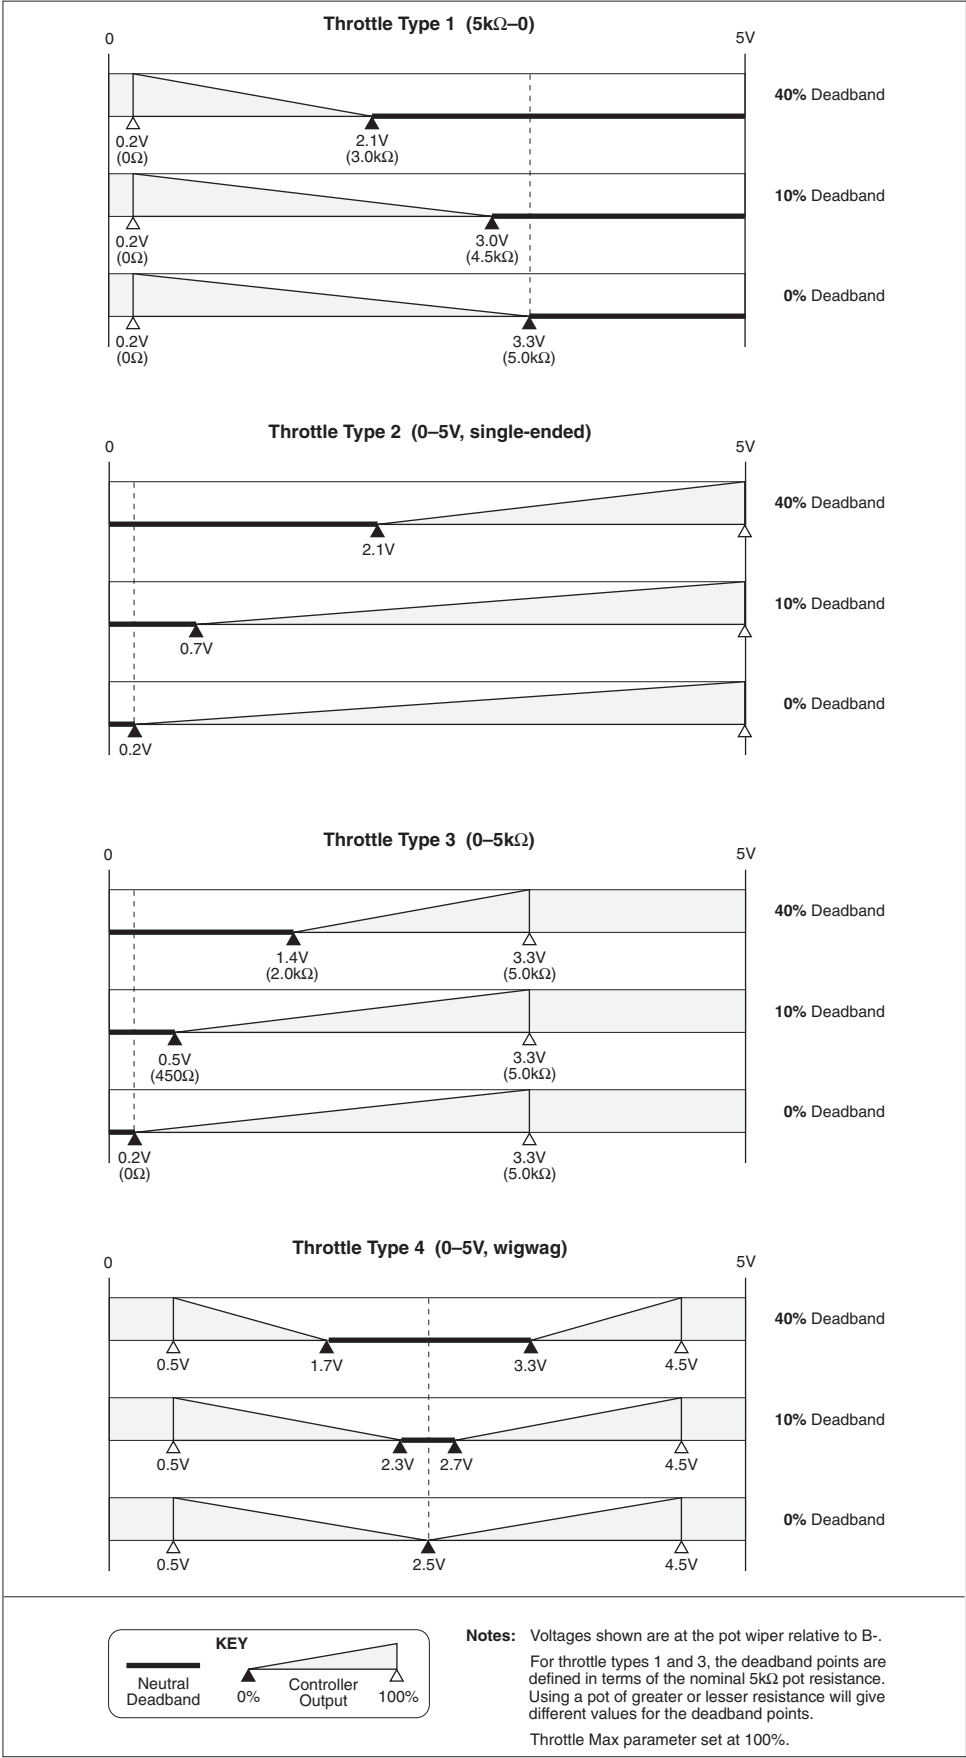 Throttle Type 1 (5kΩ–0)
0 5V
40% Deadband
0.2V 2.1V
(0Ω) (3.0kΩ)
10% Deadband
0.2V 3.0V
(0Ω) (4.5kΩ)
0% Deadband
0.2V 3.3V
(0Ω) (5.0kΩ)
Throttle Type 2 (0–5V, single-ended)
0 5V
40% Deadband
2.1V
10% Deadband
0.7V
0% Deadband
0.2V
Throttle Type 3 (0–5kΩ)
0 5V
40% Deadband
1.4V 3.3V
(2.0kΩ) (5.0kΩ)
10% Deadband
0.5V 3.3V
(450Ω) (5.0kΩ)
0% Deadband
0.2V 3.3V
(0Ω) (5.0kΩ)
Throttle Type 4 (0–5V, wigwag)
0 5V
40% Deadband
0.5V 1.7V 3.3V 4.5V
10% Deadband
0.5V 2.3V 2.7V 4.5V
0% Deadband
0.5V 2.5V 4.5V
KEY
Neutral
Deadband
0% Controller 100%
Output
Notes: Voltages shown are at the pot wiper relative to B-.
For throttle types 1 and 3, the deadband points are
defined in terms of the nominal 5kΩ pot resistance.
Using a pot of greater or lesser resistance will give
different values for the deadband points.
Throttle Max parameter set at 100%.